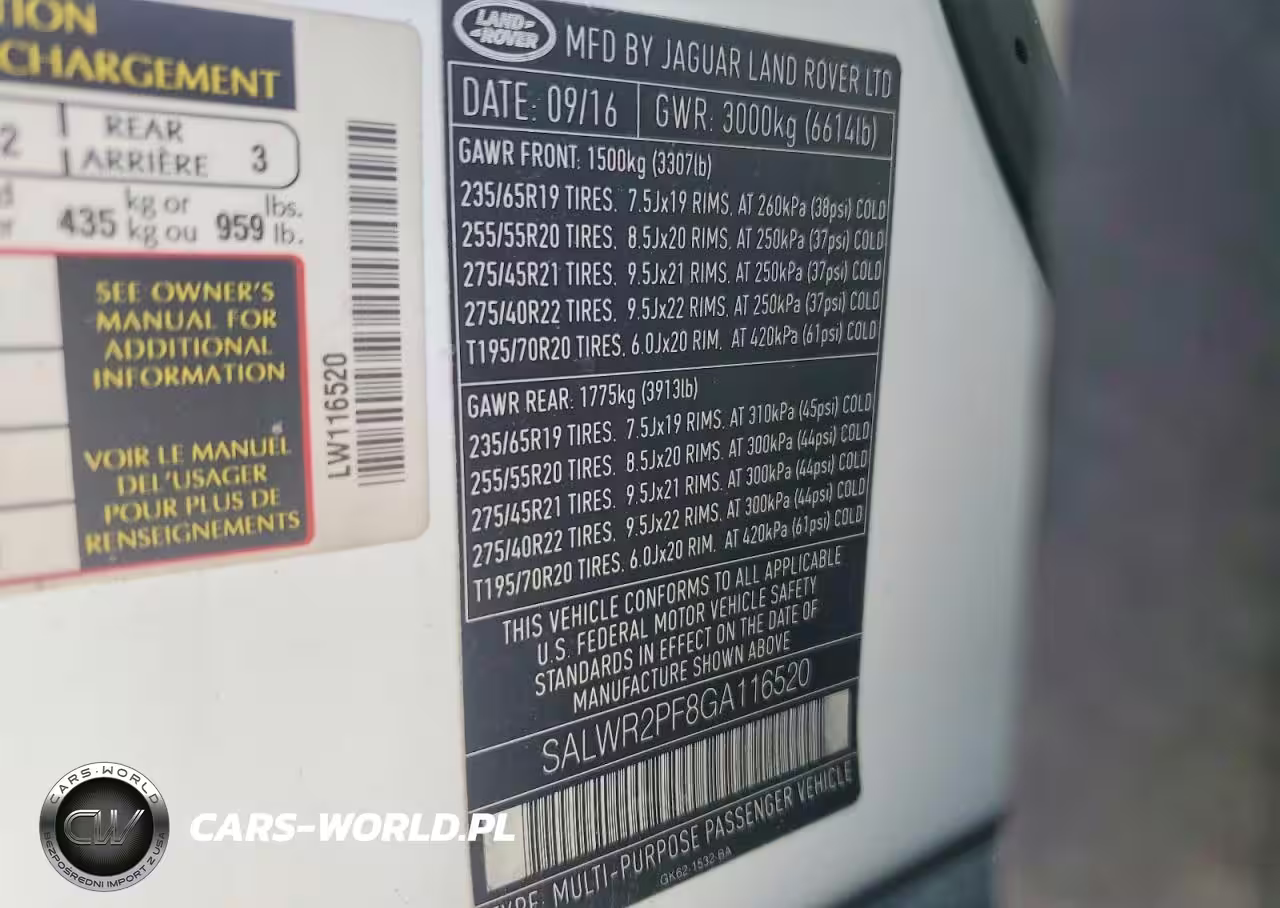 TION
CHARGEMENT
2 REAR
ARRIÈRE 3
kg or lbs.
435 kg ou 959 lb.
SEE OWNER'S
MANUAL FOR
ADDITIONAL
INFORMATION
VOIR LE MANUEL
DEL'USAGER
POUR PLUS DE
RENSEIGNEMENTS
LW116520
LAND-
ROVER
MFD BY JAGUAR LAND ROVER LTD
DATE: 09/16 GWR: 3000kg (6614lb)
GAWR FRONT: 1500kg (3307lb)
235/65R19 TIRES. 7.5Jx19 RIMS. AT 260kPa (38psi) COLD
255/55R20 TIRES. 8.5Jx20 RIMS. AT 250kPa (37psi) COLD
275/45R21 TIRES. 9.5Jx21 RIMS. AT 250kPa (37psi) COLD
275/40R22 TIRES. 9.5Jx22 RIMS. AT 250kPa (37psi) COLD
T195/70R20 TIRES. 6.0Jx20 RIM. AT 420kPa (61psi) COLD
GAWR REAR: 1775kg (3913lb)
235/65R19 TIRES. 7.5Jx19 RIMS. AT 310kPa (45psi) COLD
255/55R20 TIRES. 8.5Jx20 RIMS. AT 300kPa (44psi) COLD
275/45R21 TIRES. 9.5Jx21 RIMS. AT 300kPa (44psi) COLD
275/40R22 TIRES. 9.5Jx22 RIMS. AT 300kPa (44psi) COLD
T195/70R20 TIRES. 6.0Jx20 RIM. AT 420kPa (61psi) COLD
THIS VEHICLE CONFORMS TO ALL APPLICABLE
U.S. FEDERAL MOTOR VEHICLE SAFETY
STANDARDS IN EFFECT ON THE DATE OF
MANUFACTURE SHOWN ABOVE
SALWR2PF8GA116520
TYPE: MULTI-PURPOSE PASSENGER VEHICLE
GK62-1532-BA
CARS-WORLD
CW
BEZPOŚREDNI IMPORT Z USA
CARS-WORLD.PL